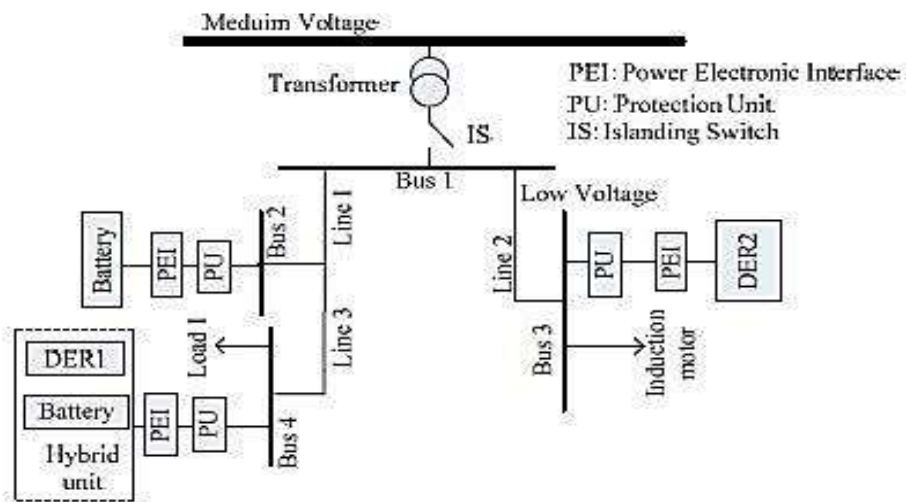 Meduim Voltage
Transformer
IS
PEI: Power Electronic Interface
PU: Protection Unit
IS: Islanding Switch
Bus 1
Low Voltage
Line 1
Line 2
Bus 2
Battery
PEI
PU
PU
PEI
DER2
Line 3
Load 1
Bus 3
Induction
motor
DER1
Battery
Hybrid
unit
PEI
PU
Bus 4